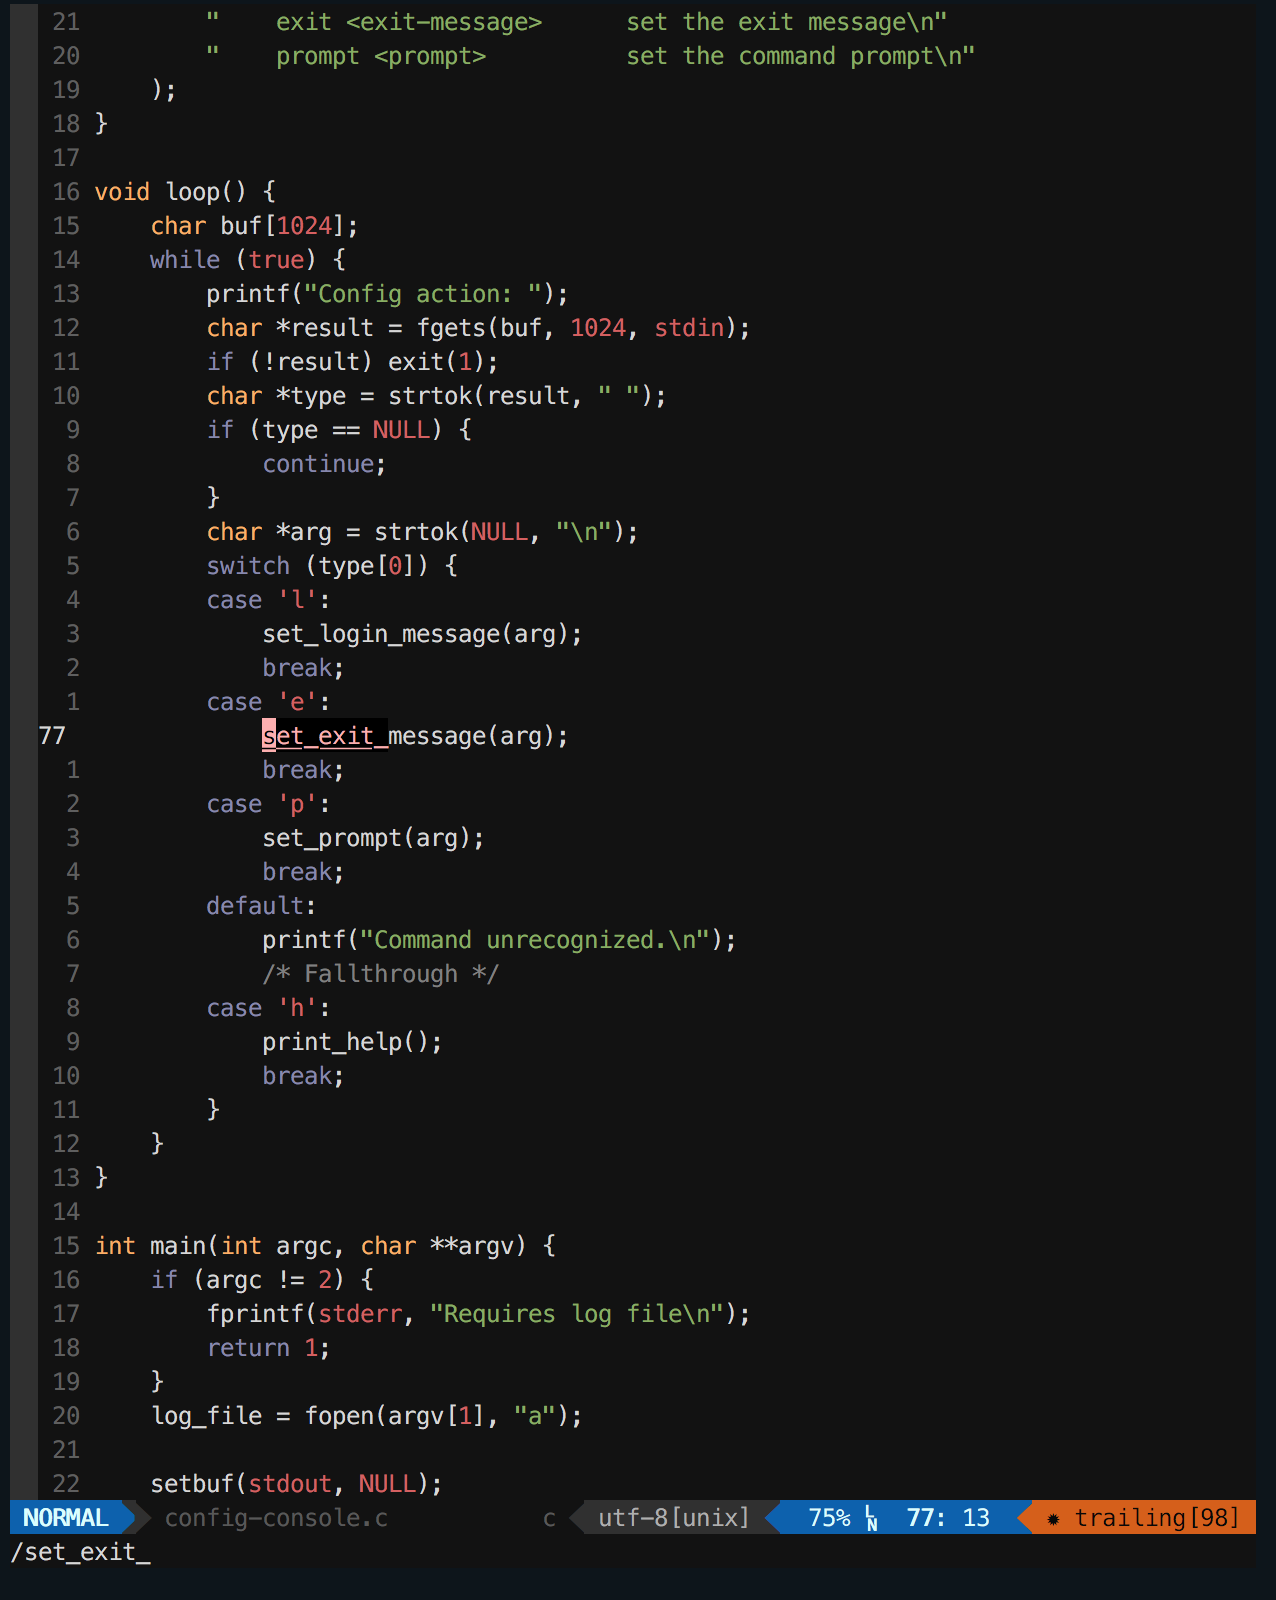 21         "    exit <exit-message>      set the exit message\n"
20         "    prompt <prompt>          set the command prompt\n"
19     );
18 }
17
16 void loop() {
15     char buf[1024];
14     while (true) {
13         printf("Config action: ");
12         char *result = fgets(buf, 1024, stdin);
11         if (!result) exit(1);
10         char *type = strtok(result, " ");
 9         if (type == NULL) {
 8             continue;
 7         }
 6         char *arg = strtok(NULL, "\n");
 5         switch (type[0]) {
 4         case 'l':
 3             set_login_message(arg);
 2             break;
 1         case 'e':
77             set_exit_message(arg);
 1             break;
 2         case 'p':
 3             set_prompt(arg);
 4             break;
 5         default:
 6             printf("Command unrecognized.\n");
 7             /* Fallthrough */
 8         case 'h':
 9             print_help();
10             break;
11         }
12     }
13 }
14
15 int main(int argc, char **argv) {
16     if (argc != 2) {
17         fprintf(stderr, "Requires log file\n");
18         return 1;
19     }
20     log_file = fopen(argv[1], "a");
21
22     setbuf(stdout, NULL);
NORMAL config-console.c c utf-8[unix] 75% LN 77: 13 ✹ trailing[98]
/set_exit_